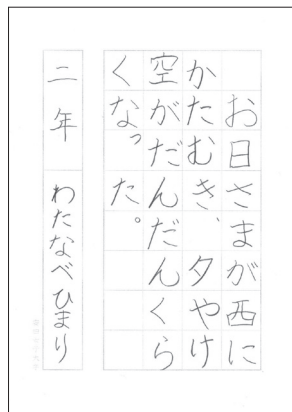 お日さまが西に
かたむき、夕やけ
空がだんだんくら
くなった。
二年 わたなべひまり